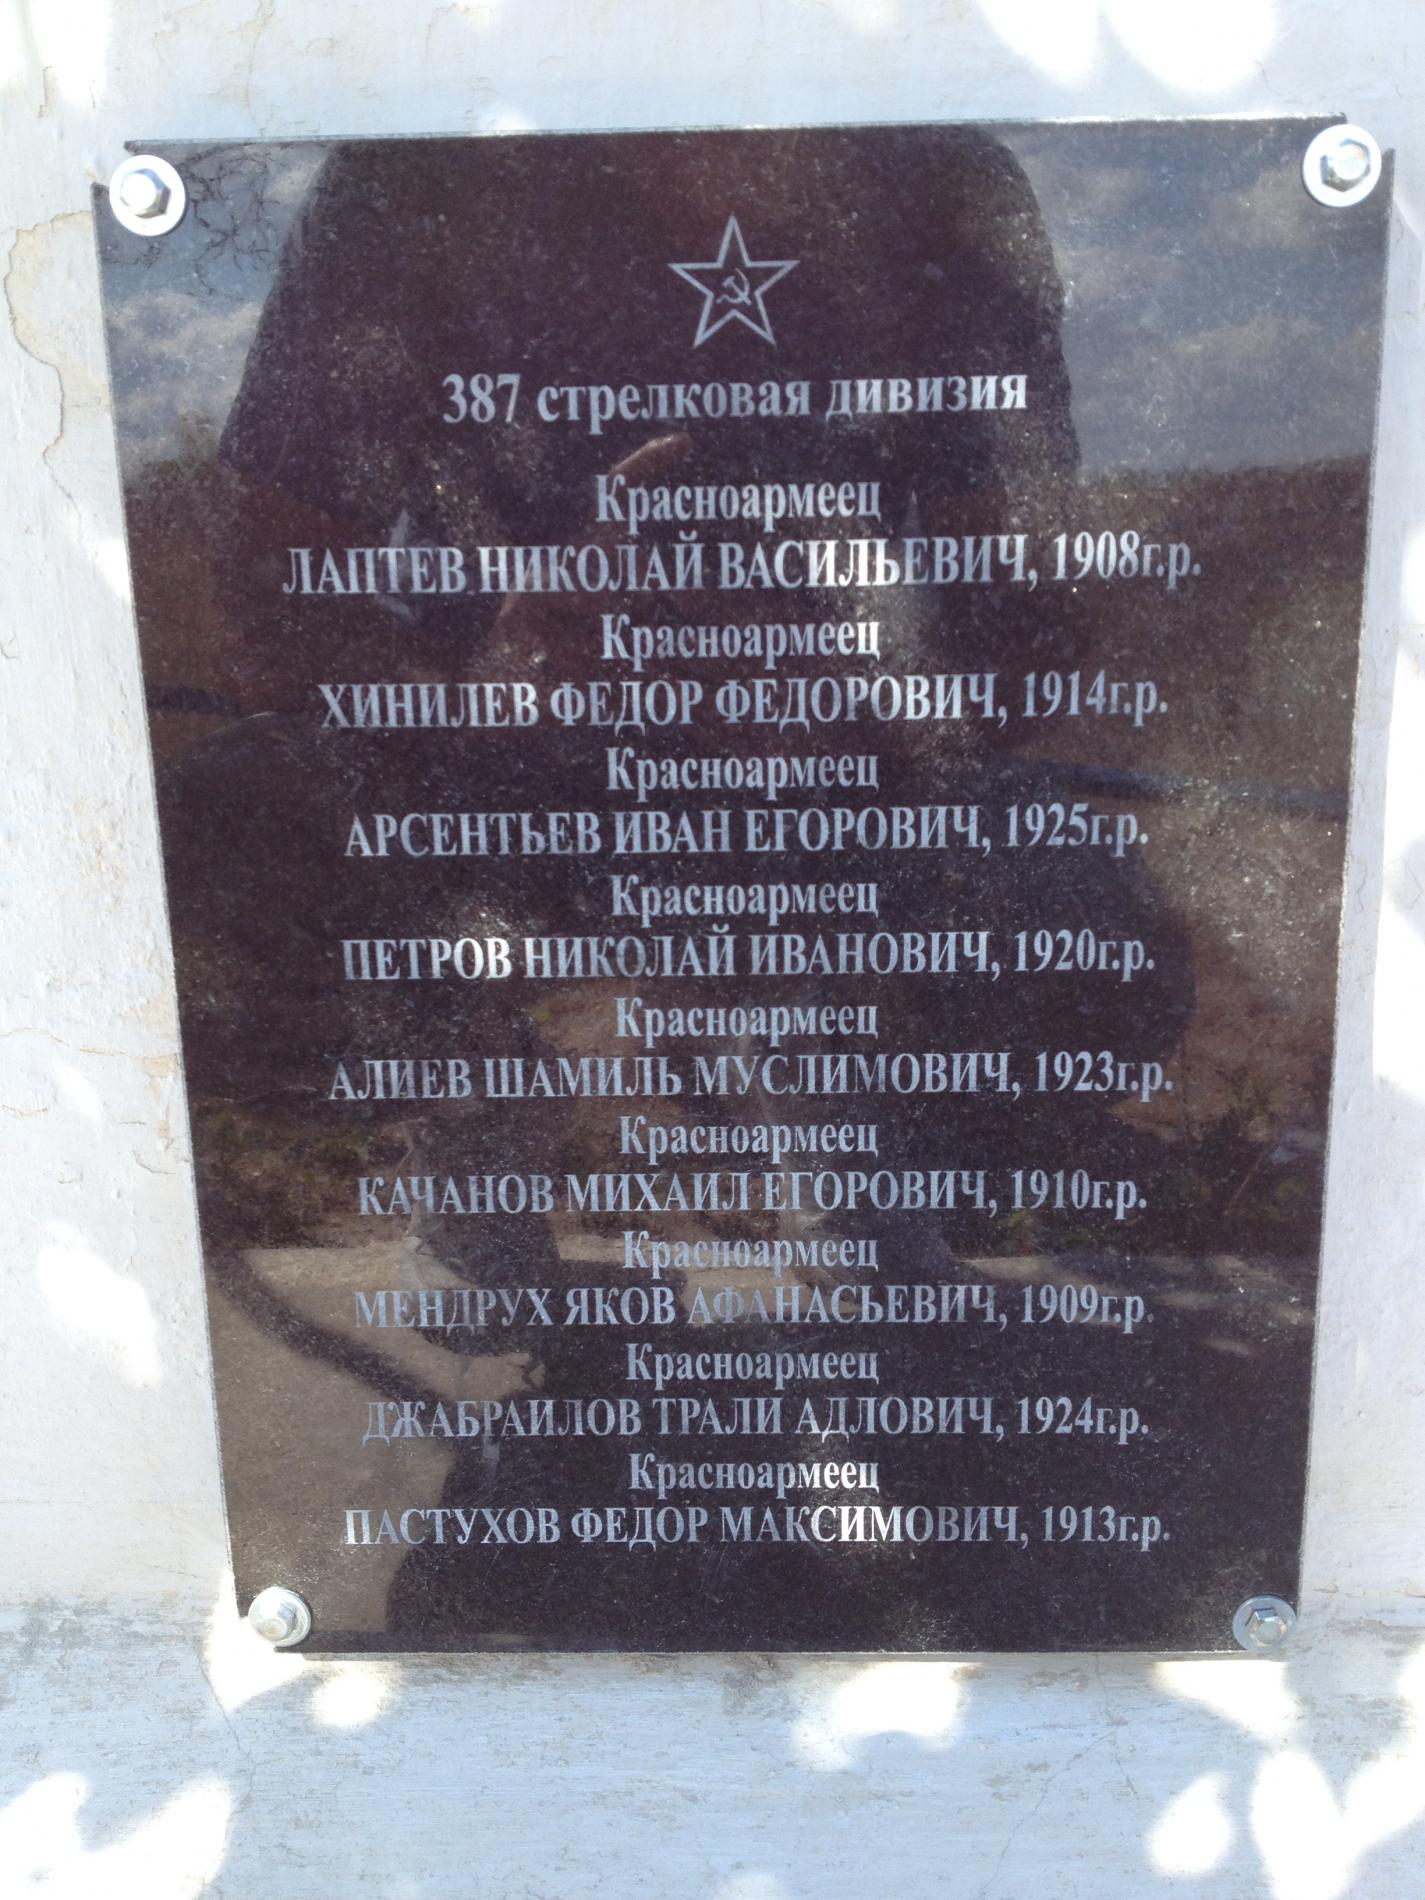 387 стрелковая дивизия
Красноармеец
ЛАПТЕВ НИКОЛАЙ ВАСИЛЬЕВИЧ, 1908г.р.
Красноармеец
ХИНИЛЕВ ФЕДОР ФЕДОРОВИЧ, 1914г.р.
Красноармеец
АРСЕНТЬЕВ ИВАН ЕГОРОВИЧ, 1925г.р.
Красноармеец
ПЕТРОВ НИКОЛАЙ ИВАНОВИЧ, 1920г.р.
Красноармеец
АЛИЕВ ШАМИЛЬ МУСЛИМОВИЧ, 1923г.р.
Красноармеец
КАЧАНОВ МИХАИЛ ЕГОРОВИЧ, 1910г.р.
Красноармеец
МЕНДРУХ ЯКОВ АФАНАСЬЕВИЧ, 1909г.р.
Красноармеец
ДЖАБРАИЛОВ ТРАЛИ АДЛОВИЧ, 1924г.р.
Красноармеец
ПАСТУХОВ ФЕДОР МАКСИМОВИЧ, 1913г.р.